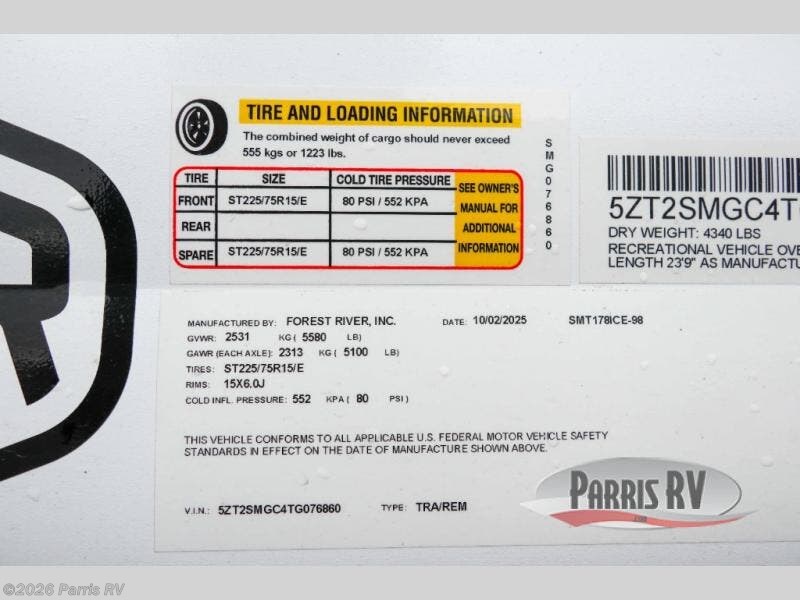 TIRE AND LOADING INFORMATION
The combined weight of cargo should never exceed
555 kgs or 1223 lbs.
TIRE SIZE COLD TIRE PRESSURE SEE OWNER'S MANUAL FOR ADDITIONAL INFORMATION
FRONT ST225/75R15/E 80 PSI / 552 KPA
REAR
SPARE ST225/75R15/E 80 PSI / 552 KPA
SMG076860
5ZT2SMGC4T
DRY WEIGHT: 4340 LBS
RECREATIONAL VEHICLE OVE
LENGTH 23'9" AS MANUFACTU
R
MANUFACTURED BY: FOREST RIVER, INC. DATE: 10/02/2025 SMT178ICE-98
GVWR: 2531 KG ( 5580 LB)
GAWR (EACH AXLE): 2313 KG ( 5100 LB)
TIRES: ST225/75R15/E
RIMS: 15X6.0J
COLD INFL. PRESSURE: 552 KPA ( 80 PSI )
THIS VEHICLE CONFORMS TO ALL APPLICABLE U.S. FEDERAL MOTOR VEHICLE SAFETY
STANDARDS IN EFFECT ON THE DATE OF MANUFACTURE SHOWN ABOVE.
V.I.N.: 5ZT2SMGC4TG076860 TYPE: TRA/REM
PARRIS RV
.COM
©2026 Parris RV